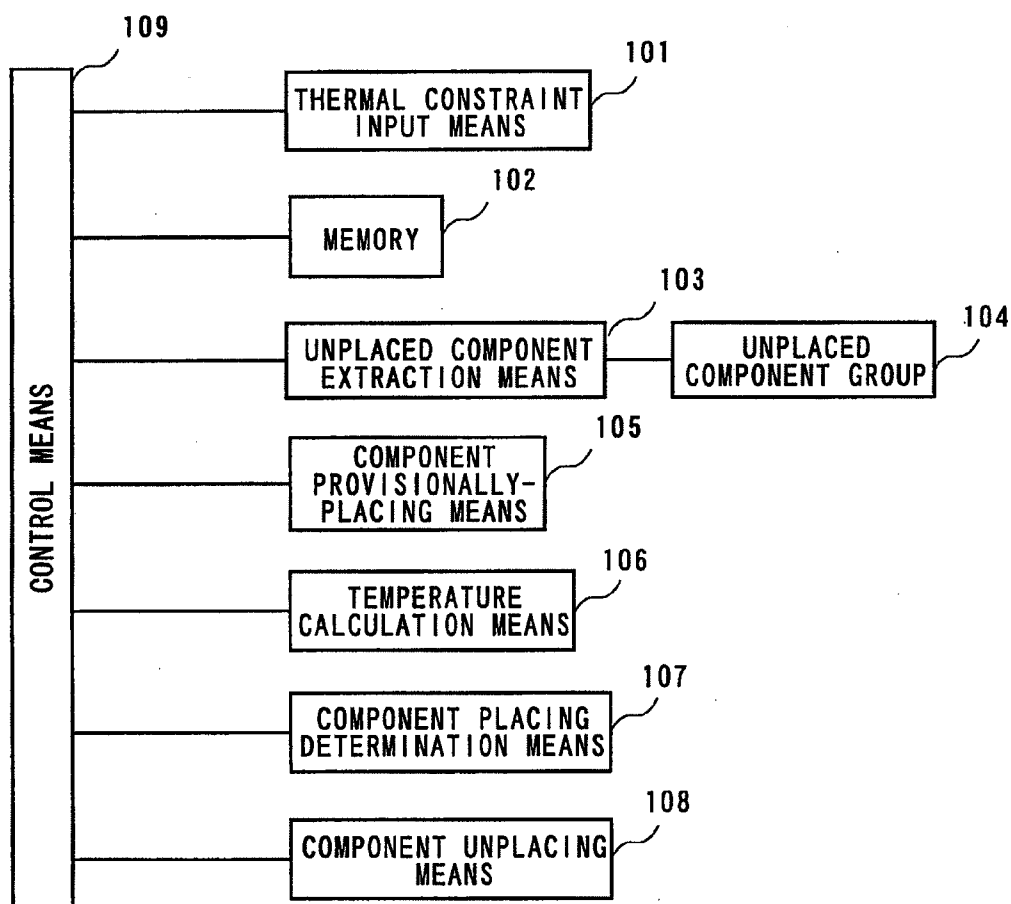 109
CONTROL MEANS
101
THERMAL CONSTRAINT
INPUT MEANS
102
MEMORY
103
UNPLACED COMPONENT
EXTRACTION MEANS
104
UNPLACED
COMPONENT GROUP
105
COMPONENT
PROVISIONALLY-
PLACING MEANS
106
TEMPERATURE
CALCULATION MEANS
107
COMPONENT PLACING
DETERMINATION MEANS
108
COMPONENT UNPLACING
MEANS